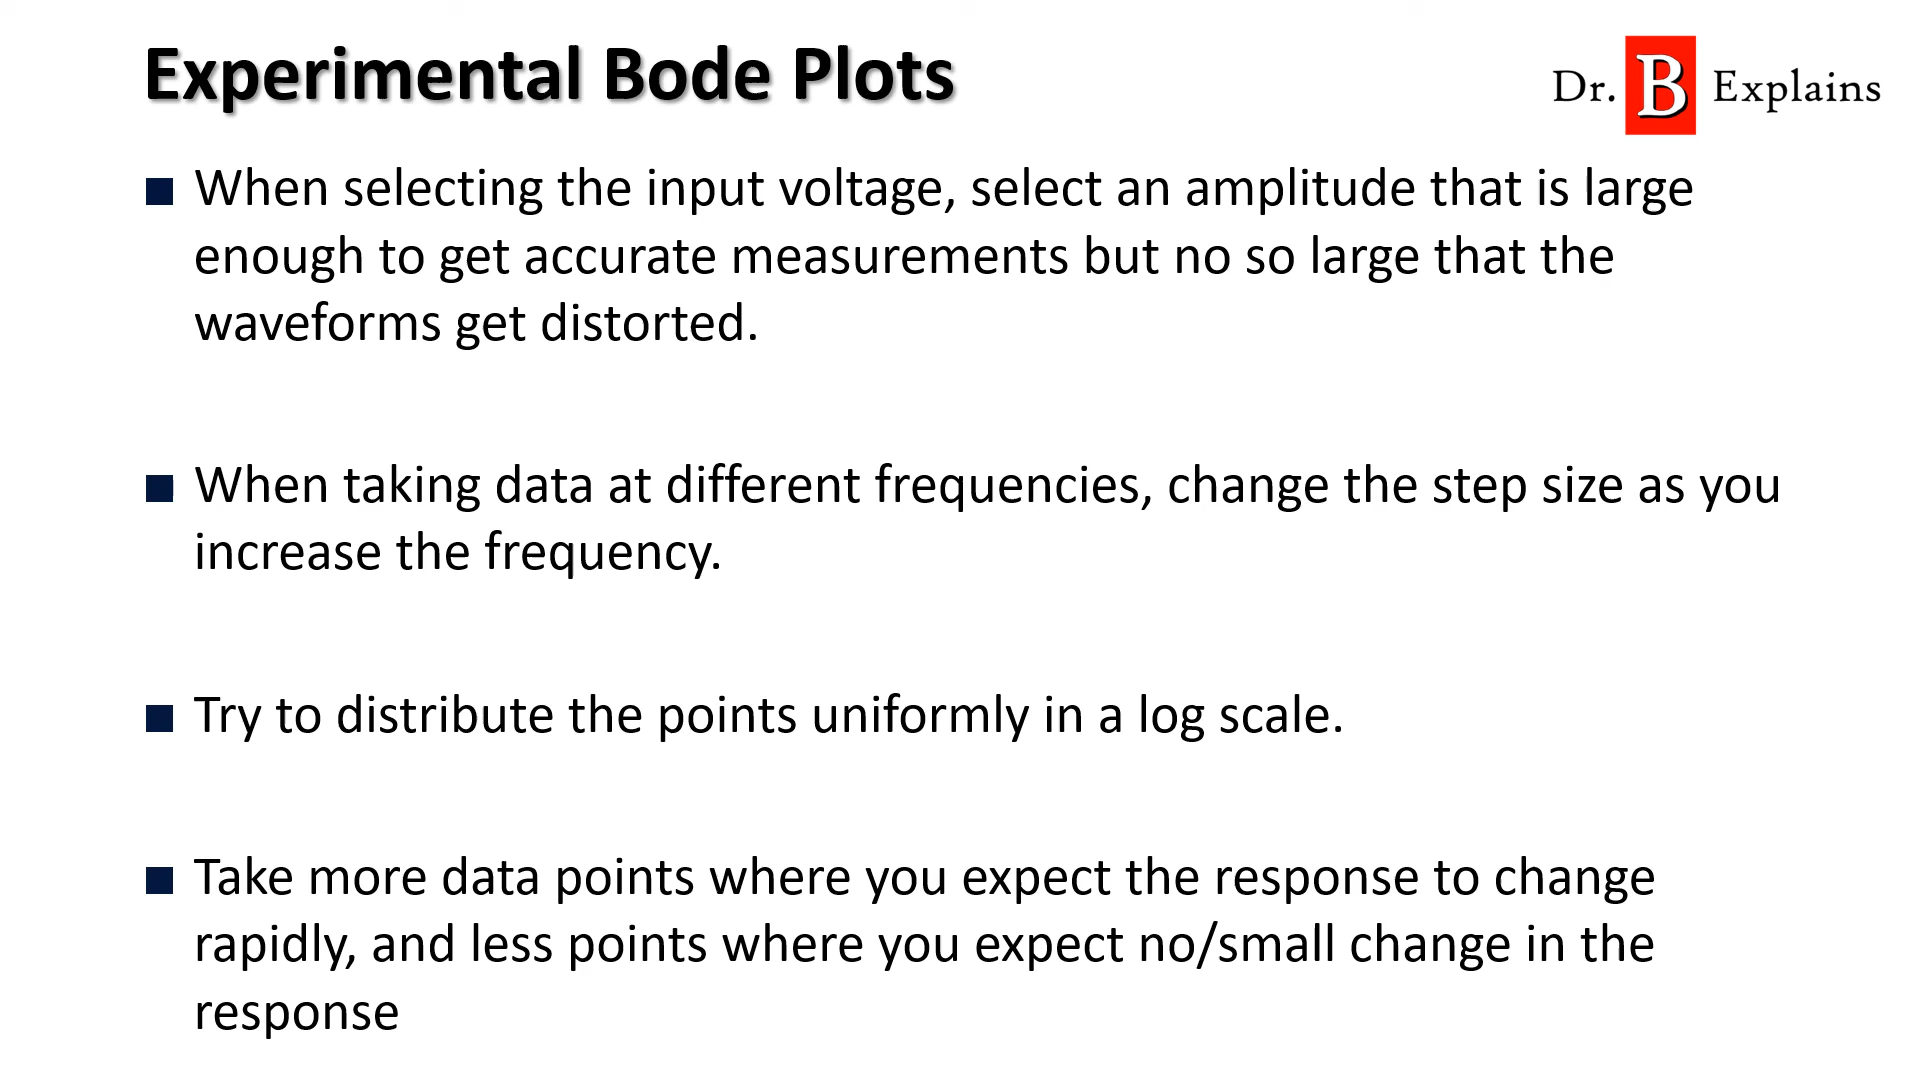 Experimental Bode Plots
Dr. B Explains
When selecting the input voltage, select an amplitude that is large
enough to get accurate measurements but no so large that the
waveforms get distorted.
When taking data at different frequencies, change the step size as you
increase the frequency.
Try to distribute the points uniformly in a log scale.
Take more data points where you expect the response to change
rapidly, and less points where you expect no/small change in the
response